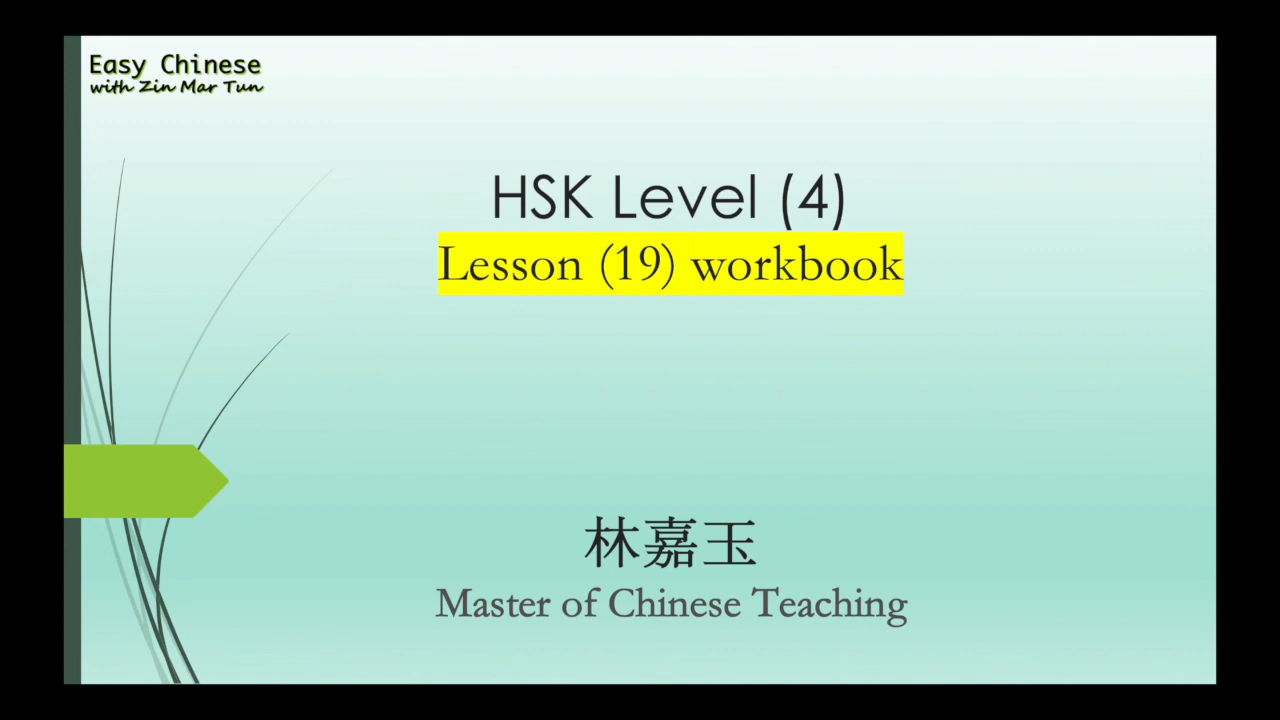 Easy Chinese
with Zin Mar Tun
HSK Level (4)
Lesson (19) workbook
林嘉玉
Master of Chinese Teaching